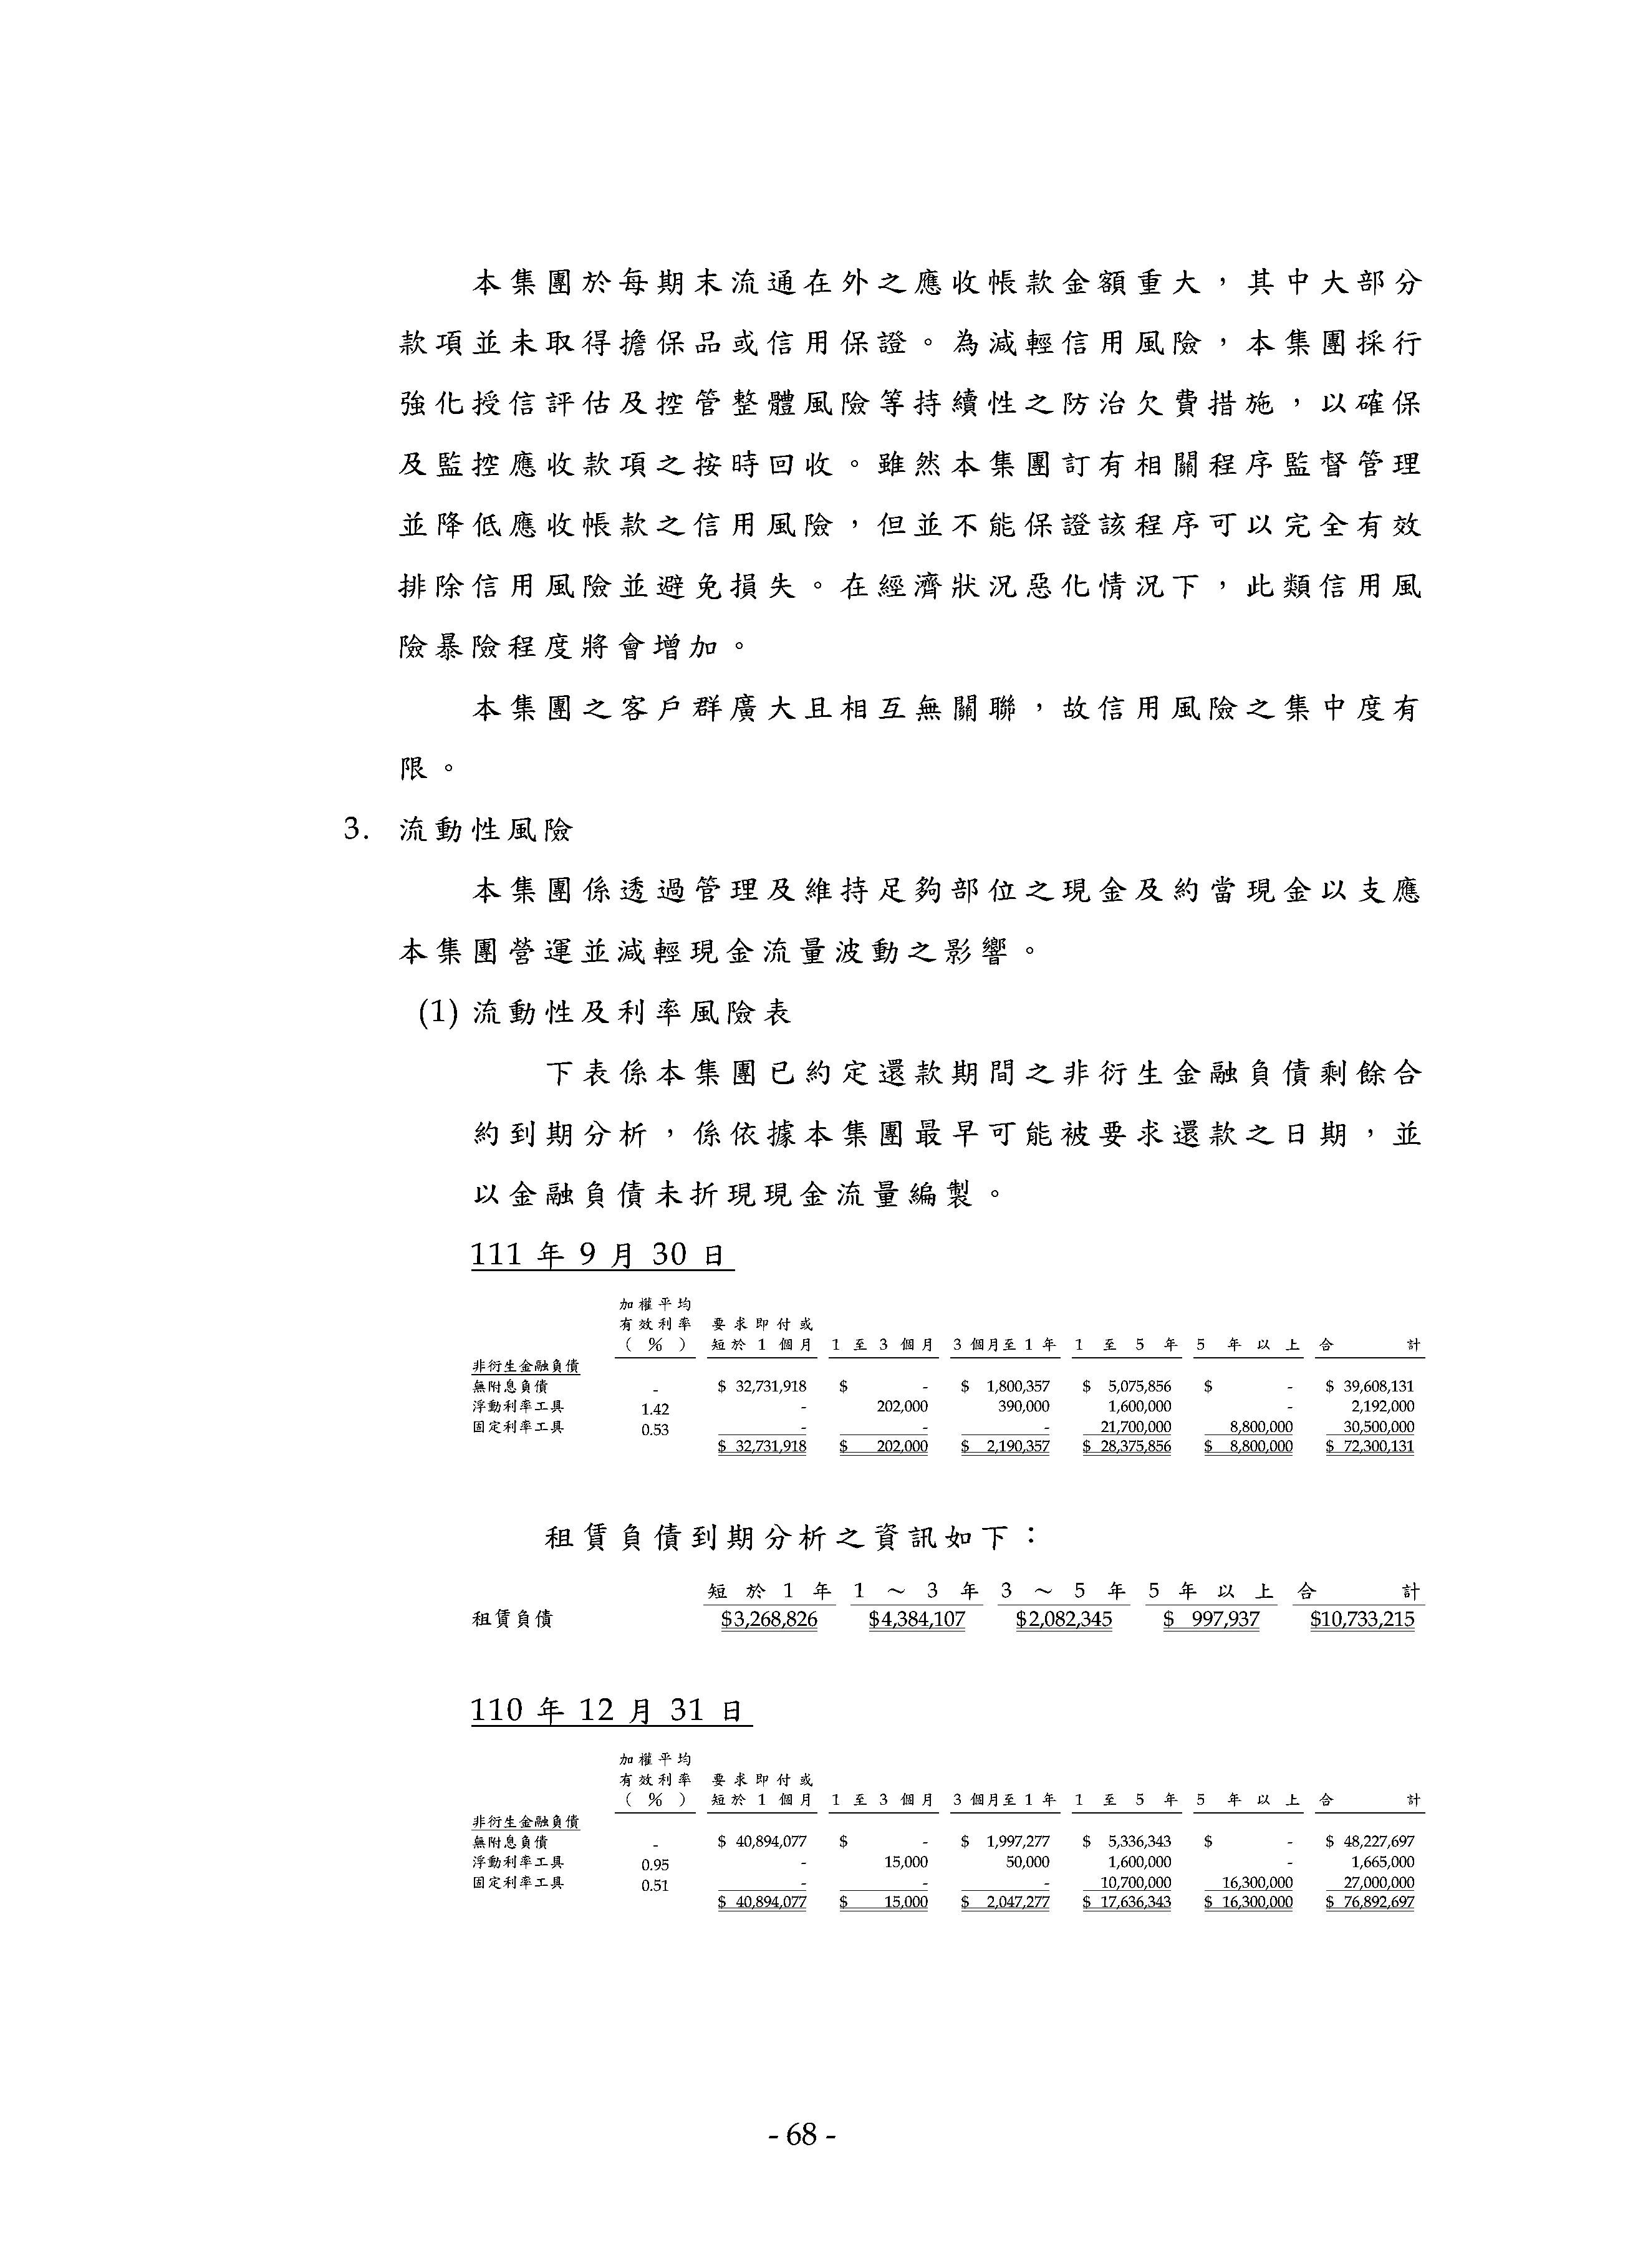 本集團於每期末流通在外之應收帳款金額重大，其中大部分
款項並未取得擔保品或信用保證。為減輕信用風險，本集團採行
強化授信評估及控管整體風險等持續性之防治欠費措施，以確保
及監控應收款項之按時回收。雖然本集團訂有相關程序監督管理
並降低應收帳款之信用風險，但並不能保證該程序可以完全有效
排除信用風險並避免損失。在經濟狀況惡化情況下，此類信用風
險暴險程度將會增加。
本集團之客戶群廣大且相互無關聯，故信用風險之集中度有
限。
3. 流動性風險
本集團係透過管理及維持足夠部位之現金及約當現金以支應
本集團營運並減輕現金流量波動之影響。
(1) 流動性及利率風險表
下表係本集團已約定還款期間之非衍生金融負債剩餘合
約到期分析，係依據本集團最早可能被要求還款之日期，並
以金融負債未折現現金流量編製。
111 年 9 月 30 日
加權平均
有效利率 要求即付或
（ % ） 短於 1 個月 1 至 3 個月 3 個月至 1 年 1 至 5 年 5 年以上 合計
非衍生金融負債
無附息負債 - $ 32,731,918 $ - $ 1,800,357 $ 5,075,856 $ - $ 39,608,131
浮動利率工具 1.42 - 202,000 390,000 1,600,000 - 2,192,000
固定利率工具 0.53 - - - 21,700,000 8,800,000 30,500,000
$ 32,731,918 $ 202,000 $ 2,190,357 $ 28,375,856 $ 8,800,000 $ 72,300,131
租賃負債到期分析之資訊如下：
短於 1 年 1 ～ 3 年 3 ～ 5 年 5 年以上 合計
租賃負債 $3,268,826 $4,384,107 $2,082,345 $ 997,937 $10,733,215
110 年 12 月 31 日
加權平均
有效利率 要求即付或
（ % ） 短於 1 個月 1 至 3 個月 3 個月至 1 年 1 至 5 年 5 年以上 合計
非衍生金融負債
無附息負債 - $ 40,894,077 $ - $ 1,997,277 $ 5,336,343 $ - $ 48,227,697
浮動利率工具 0.95 - 15,000 50,000 1,600,000 - 1,665,000
固定利率工具 0.51 - - - 10,700,000 16,300,000 27,000,000
$ 40,894,077 $ 15,000 $ 2,047,277 $ 17,636,343 $ 16,300,000 $ 76,892,697
- 68 -